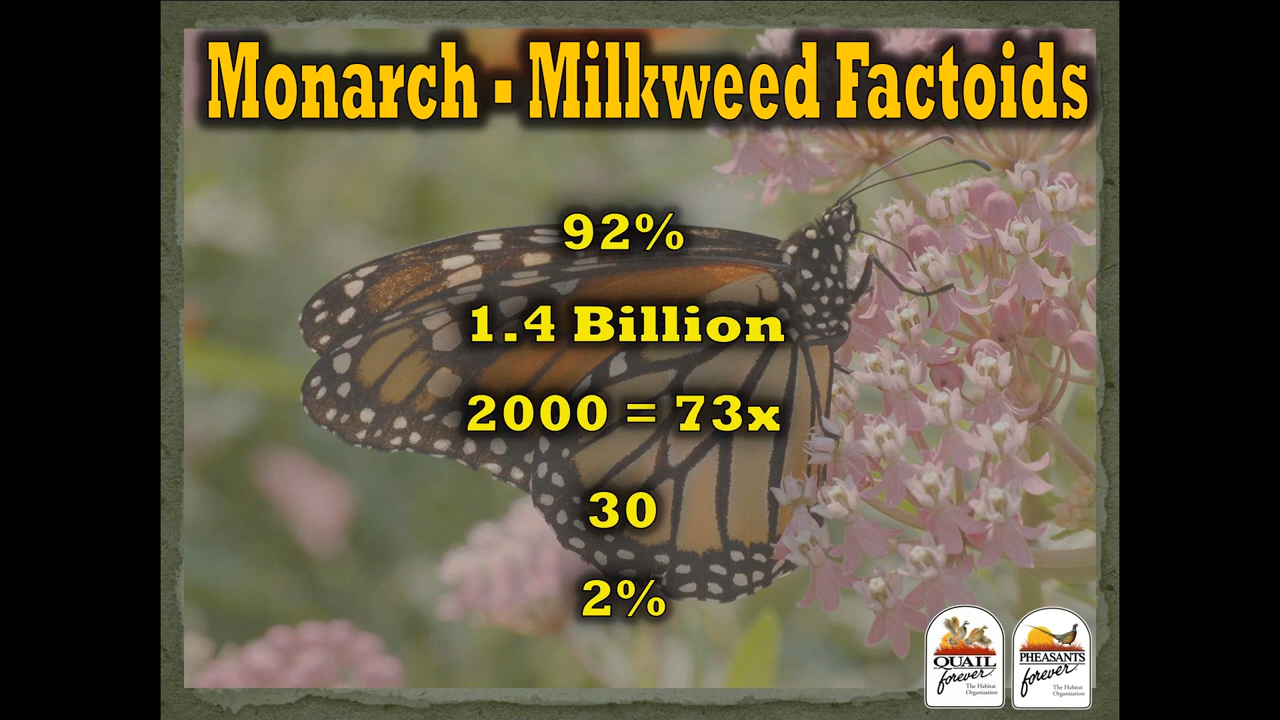 Monarch - Milkweed Factoids
92%
1.4 Billion
2000 = 73x
30
2%
QUAIL
forever
The Habitat
Organization
PHEASANTS
forever
The Habitat
Organization